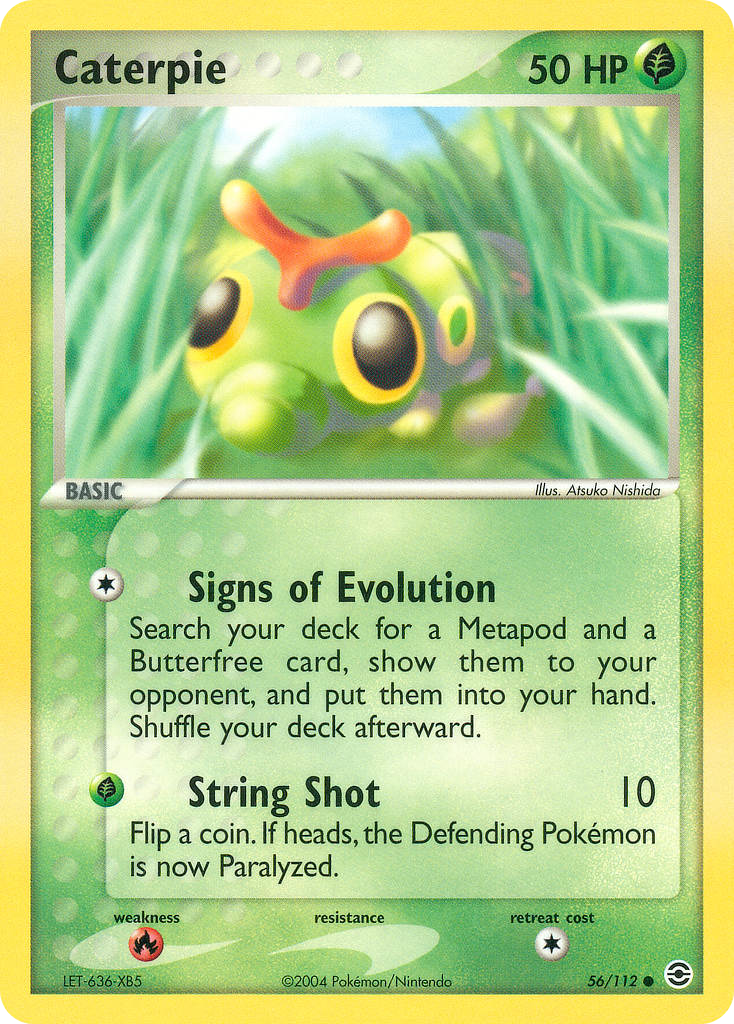 Caterpie 50 HP
BASIC
Illus. Atsuko Nishida
Signs of Evolution
Search your deck for a Metapod and a
Butterfree card, show them to your
opponent, and put them into your hand.
Shuffle your deck afterward.
String Shot 10
Flip a coin. If heads, the Defending Pokémon
is now Paralyzed.
weakness resistance retreat cost
LET-636-XB5 ©2004 Pokémon/Nintendo 56/112